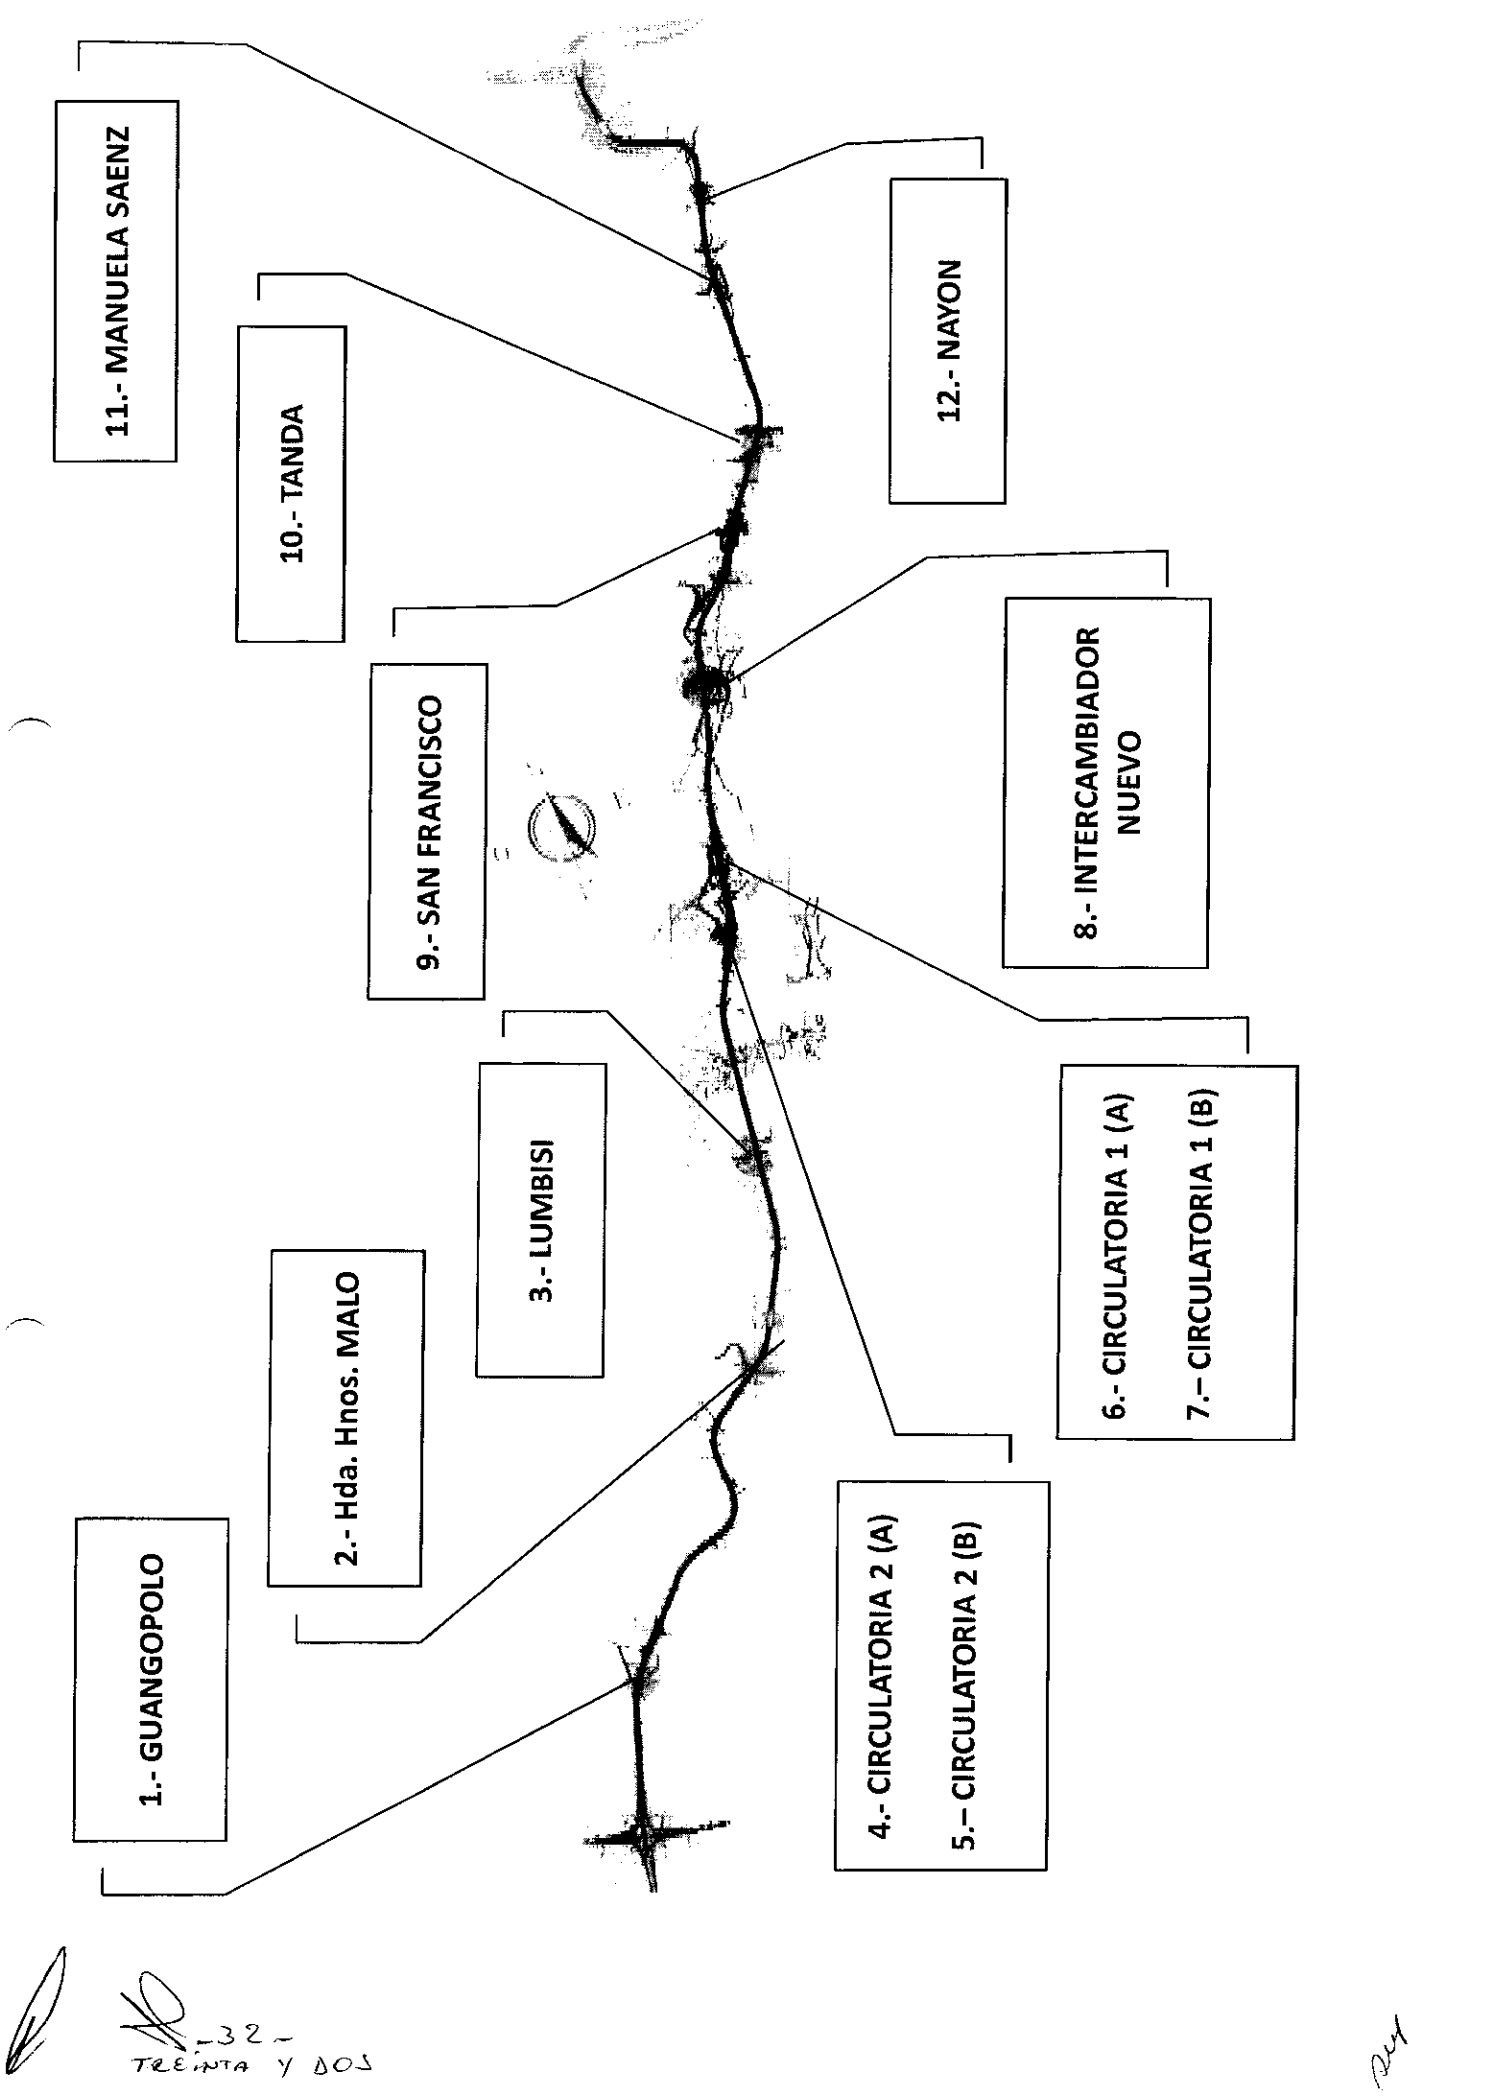 1.- GUANGOPOLO
2.- Hda. Hnos. MALO
3.- LUMBISI
9.- SAN FRANCISCO
10.- TANDA
11.- MANUELA SAENZ
4.- CIRCULATORIA 2 (A)
5.– CIRCULATORIA 2 (B)
6.- CIRCULATORIA 1 (A)
7.– CIRCULATORIA 1 (B)
8.- INTERCAMBIADOR
NUEVO
12.- NAYON
-32-
TREINTA Y DOS